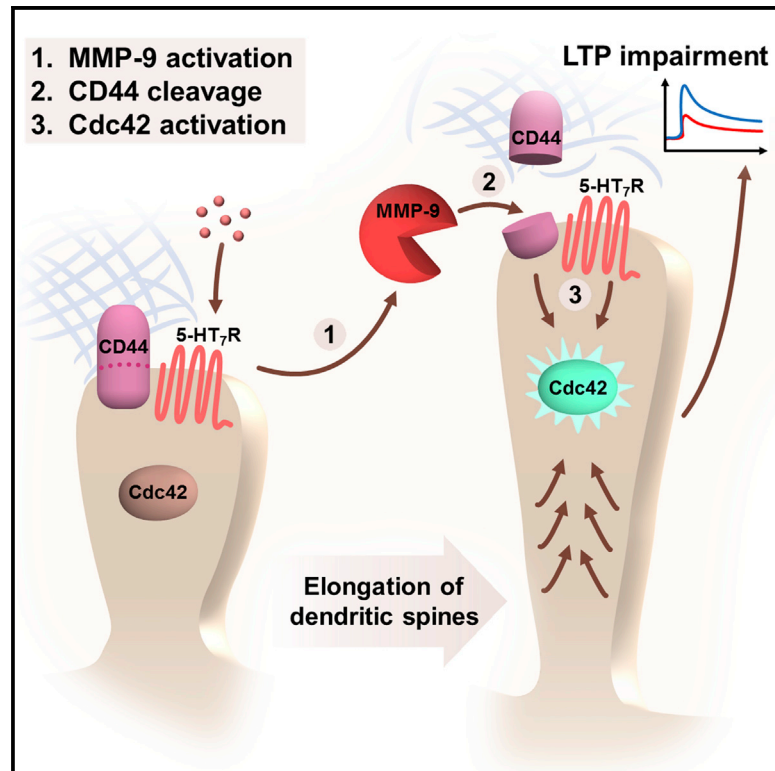 1. MMP-9 activation
2. CD44 cleavage
3. Cdc42 activation
LTP impairment
CD44
5-HT₇R
MMP-9
2
3
Cdc42
CD44
5-HT₇R
1
Cdc42
Elongation of
dendritic spines